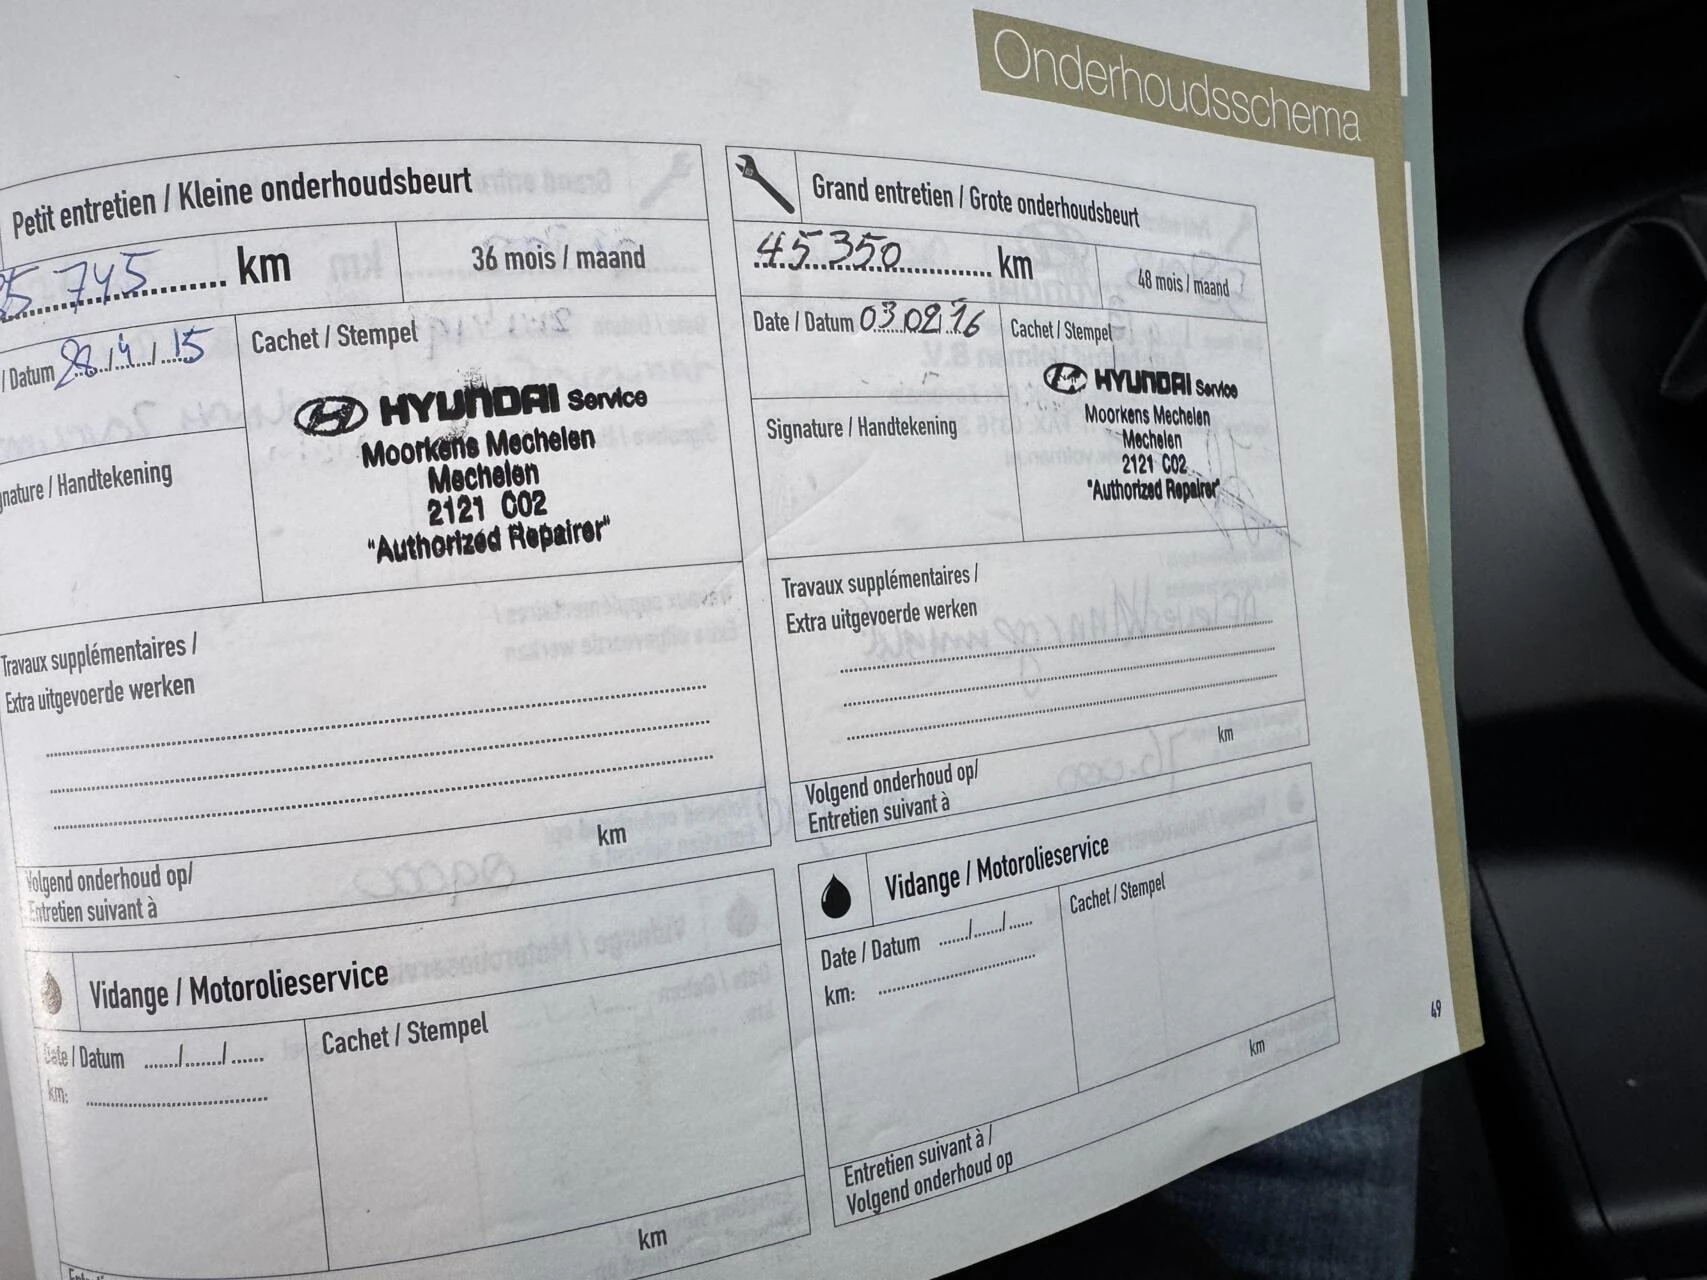 Onderhoudsschema
Petit entretien / Kleine onderhoudsbeurt
5 745 km
36 mois / maand
/ Datum 28/4/15
Cachet / Stempel
HYUNDAI Service
Moorkens Mechelen
Mechelen
2121 C02
"Authorized Repairer"
nature / Handtekening
Travaux supplémentaires /
Extra uitgevoerde werken
km
Volgend onderhoud op/
Entretien suivant à
Vidange / Motorolieservice
Date / Datum ....../......./......
km:
Cachet / Stempel
km
Grand entretien / Grote onderhoudsbeurt
45.350 km
48 mois / maand
Date / Datum 03.02.16
Cachet / Stempel
HYUNDAI Service
Moorkens Mechelen
Mechelen
2121 C02
"Authorized Repairer"
Signature / Handtekening
Travaux supplémentaires /
Extra uitgevoerde werken
km
Volgend onderhoud op/
Entretien suivant à
Vidange / Motorolieservice
Date / Datum ....../....../......
km:
Cachet / Stempel
km
Entretien suivant à /
Volgend onderhoud op
49